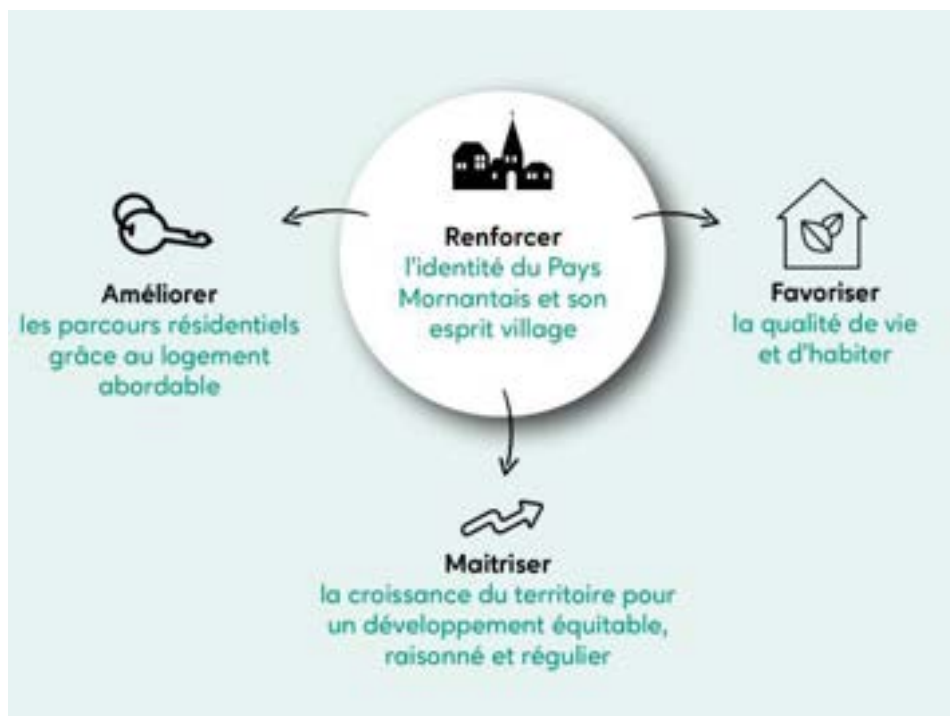 Renforcer
l'identité du Pays
Mornantais et son
esprit village
Améliorer
les parcours résidentiels
grâce au logement
abordable
Favoriser
la qualité de vie
et d'habiter
Maitriser
la croissance du territoire pour
un développement équitable,
raisonné et régulier